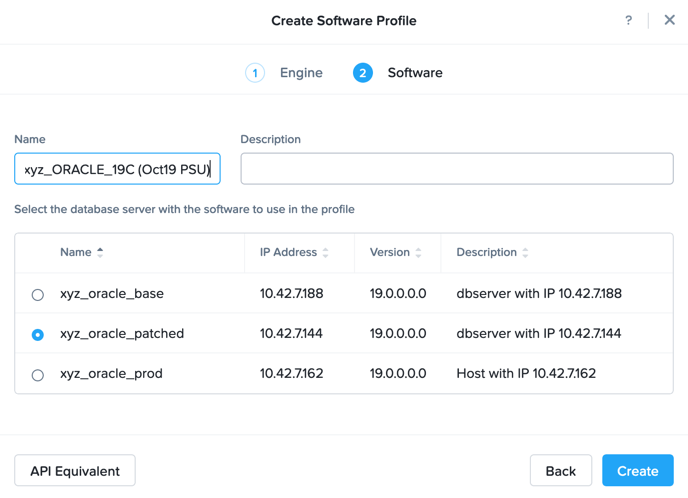 Create Software Profile
?
1 Engine 2 Software
Name Description
xyz_ORACLE_19C (Oct19 PSU)
Select the database server with the software to use in the profile
Name IP Address Version Description
xyz_oracle_base 10.42.7.188 19.0.0.0.0 dbserver with IP 10.42.7.188
xyz_oracle_patched 10.42.7.144 19.0.0.0.0 dbserver with IP 10.42.7.144
xyz_oracle_prod 10.42.7.162 19.0.0.0.0 Host with IP 10.42.7.162
API Equivalent Back Create